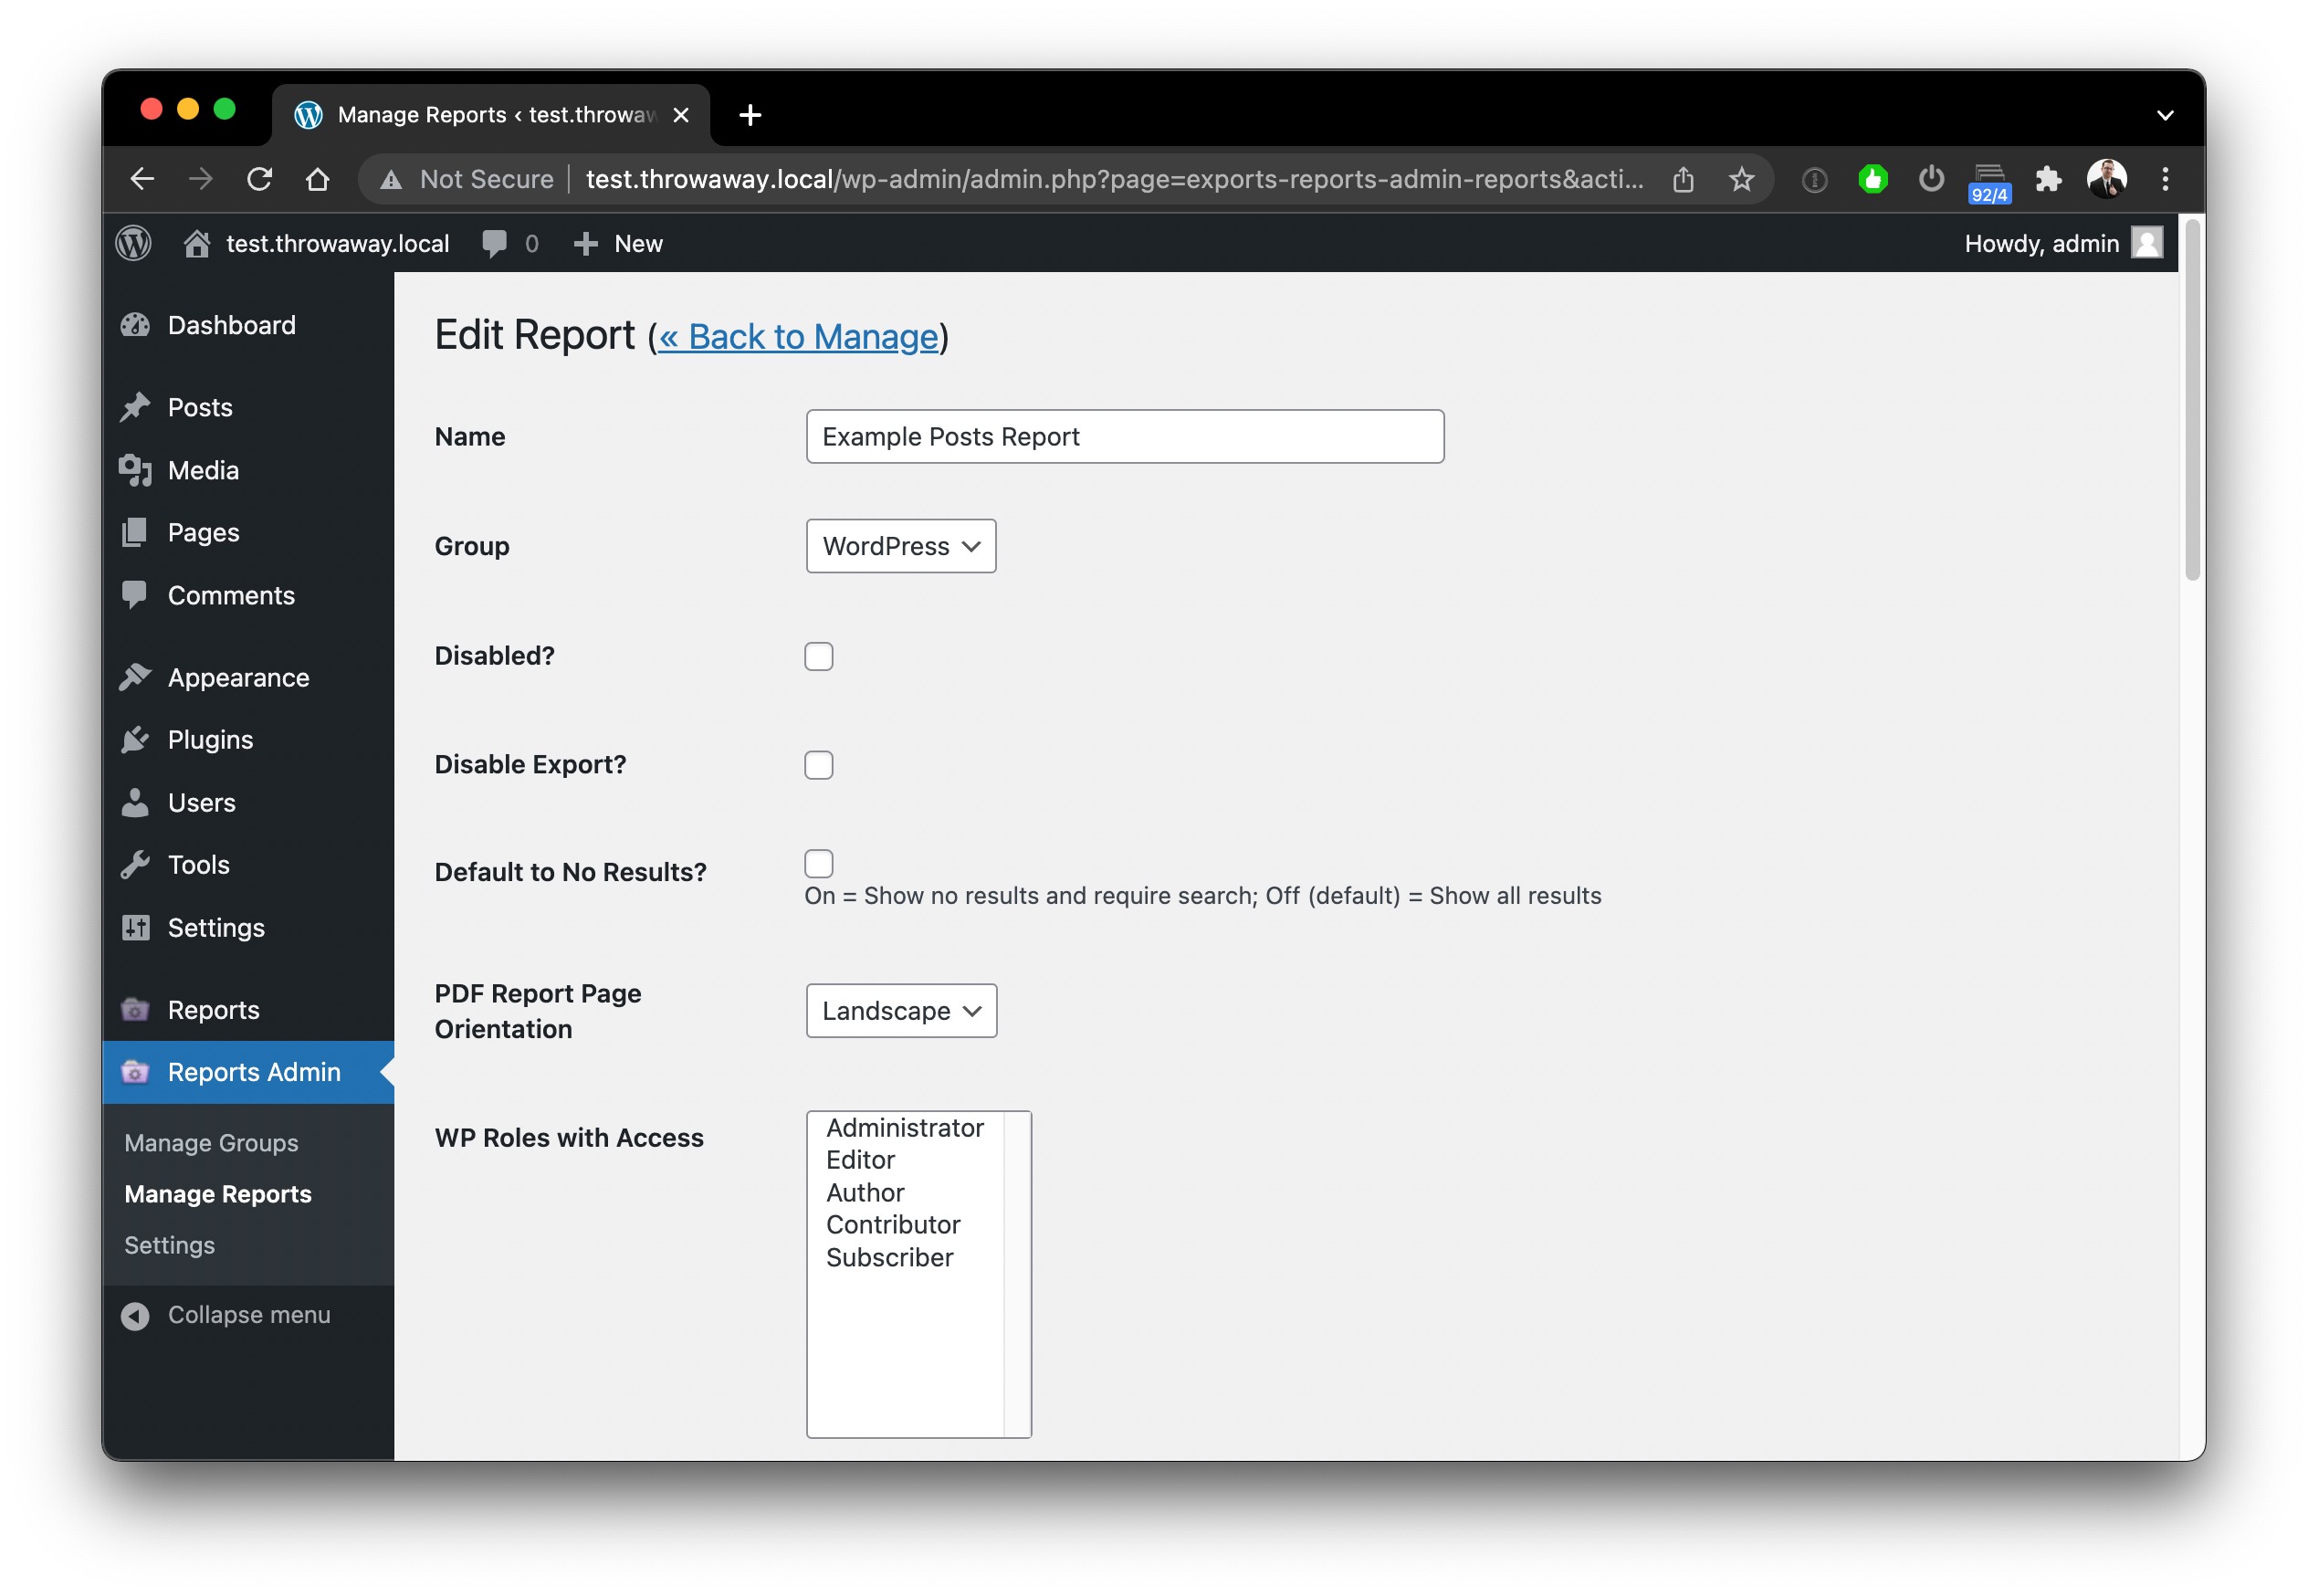 Manage Reports ‹ test.throwaw
Not Secure test.throwaway.local/wp-admin/admin.php?page=exports-reports-admin-reports&acti...
92/4
test.throwaway.local 0 New Howdy, admin
Dashboard
Posts
Media
Pages
Comments
Appearance
Plugins
Users
Tools
Settings
Reports
Reports Admin
Manage Groups
Manage Reports
Settings
Collapse menu
Edit Report (« Back to Manage)
Name Example Posts Report
Group WordPress
Disabled?
Disable Export?
Default to No Results?
On = Show no results and require search; Off (default) = Show all results
PDF Report Page
Orientation
Landscape
WP Roles with Access
Administrator
Editor
Author
Contributor
Subscriber